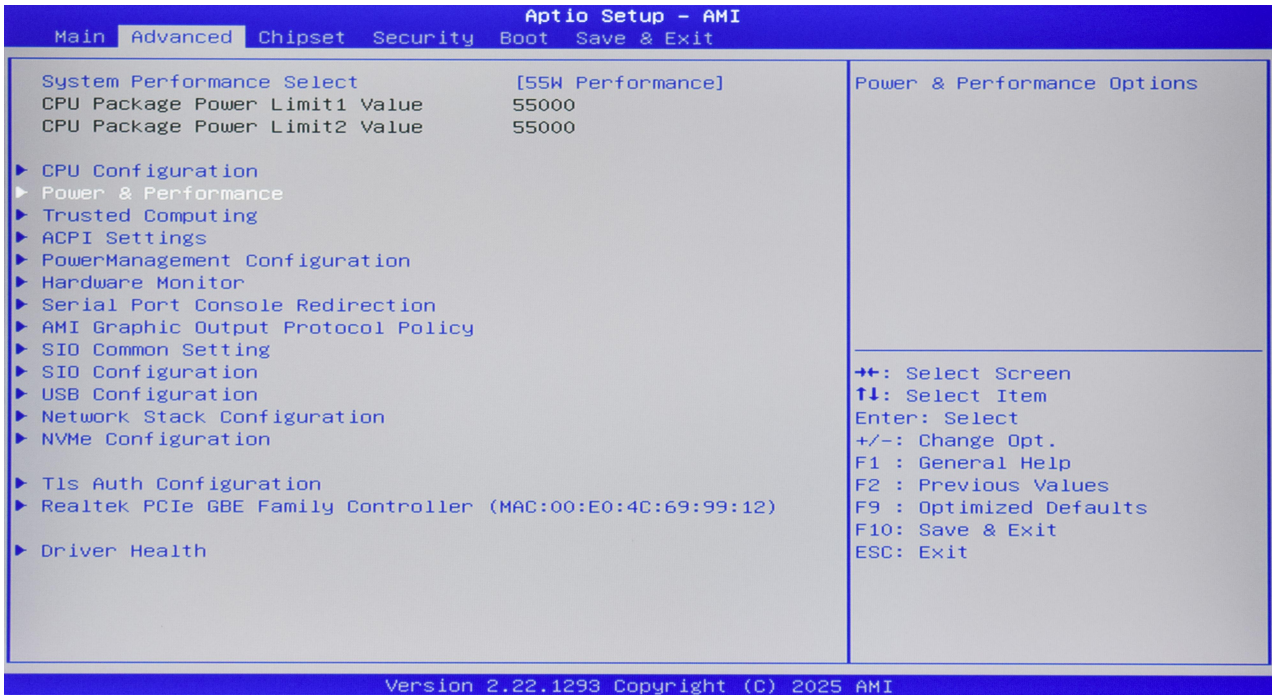 Aptio Setup - AMI
Main Advanced Chipset Security Boot Save & Exit
System Performance Select [55W Performance]
CPU Package Power Limit1 Value 55000
CPU Package Power Limit2 Value 55000
CPU Configuration
Power & Performance
Trusted Computing
ACPI Settings
PowerManagement Configuration
Hardware Monitor
Serial Port Console Redirection
AMI Graphic Output Protocol Policy
SIO Common Setting
SIO Configuration
USB Configuration
Network Stack Configuration
NVMe Configuration
Tls Auth Configuration
Realtek PCIe GBE Family Controller (MAC:00:E0:4C:69:99:12)
Driver Health
Power & Performance Options
→←: Select Screen
↑↓: Select Item
Enter: Select
+/-: Change Opt.
F1 : General Help
F2 : Previous Values
F9 : Optimized Defaults
F10: Save & Exit
ESC: Exit
Version 2.22.1293 Copyright (C) 2025 AMI